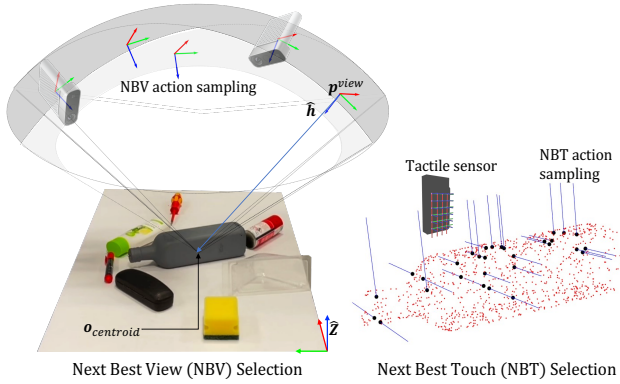 NBV action sampling
p^view
ĥ
Tactile sensor
NBT action
sampling
o_centroid
Ẑ
Next Best View (NBV) Selection
Next Best Touch (NBT) Selection